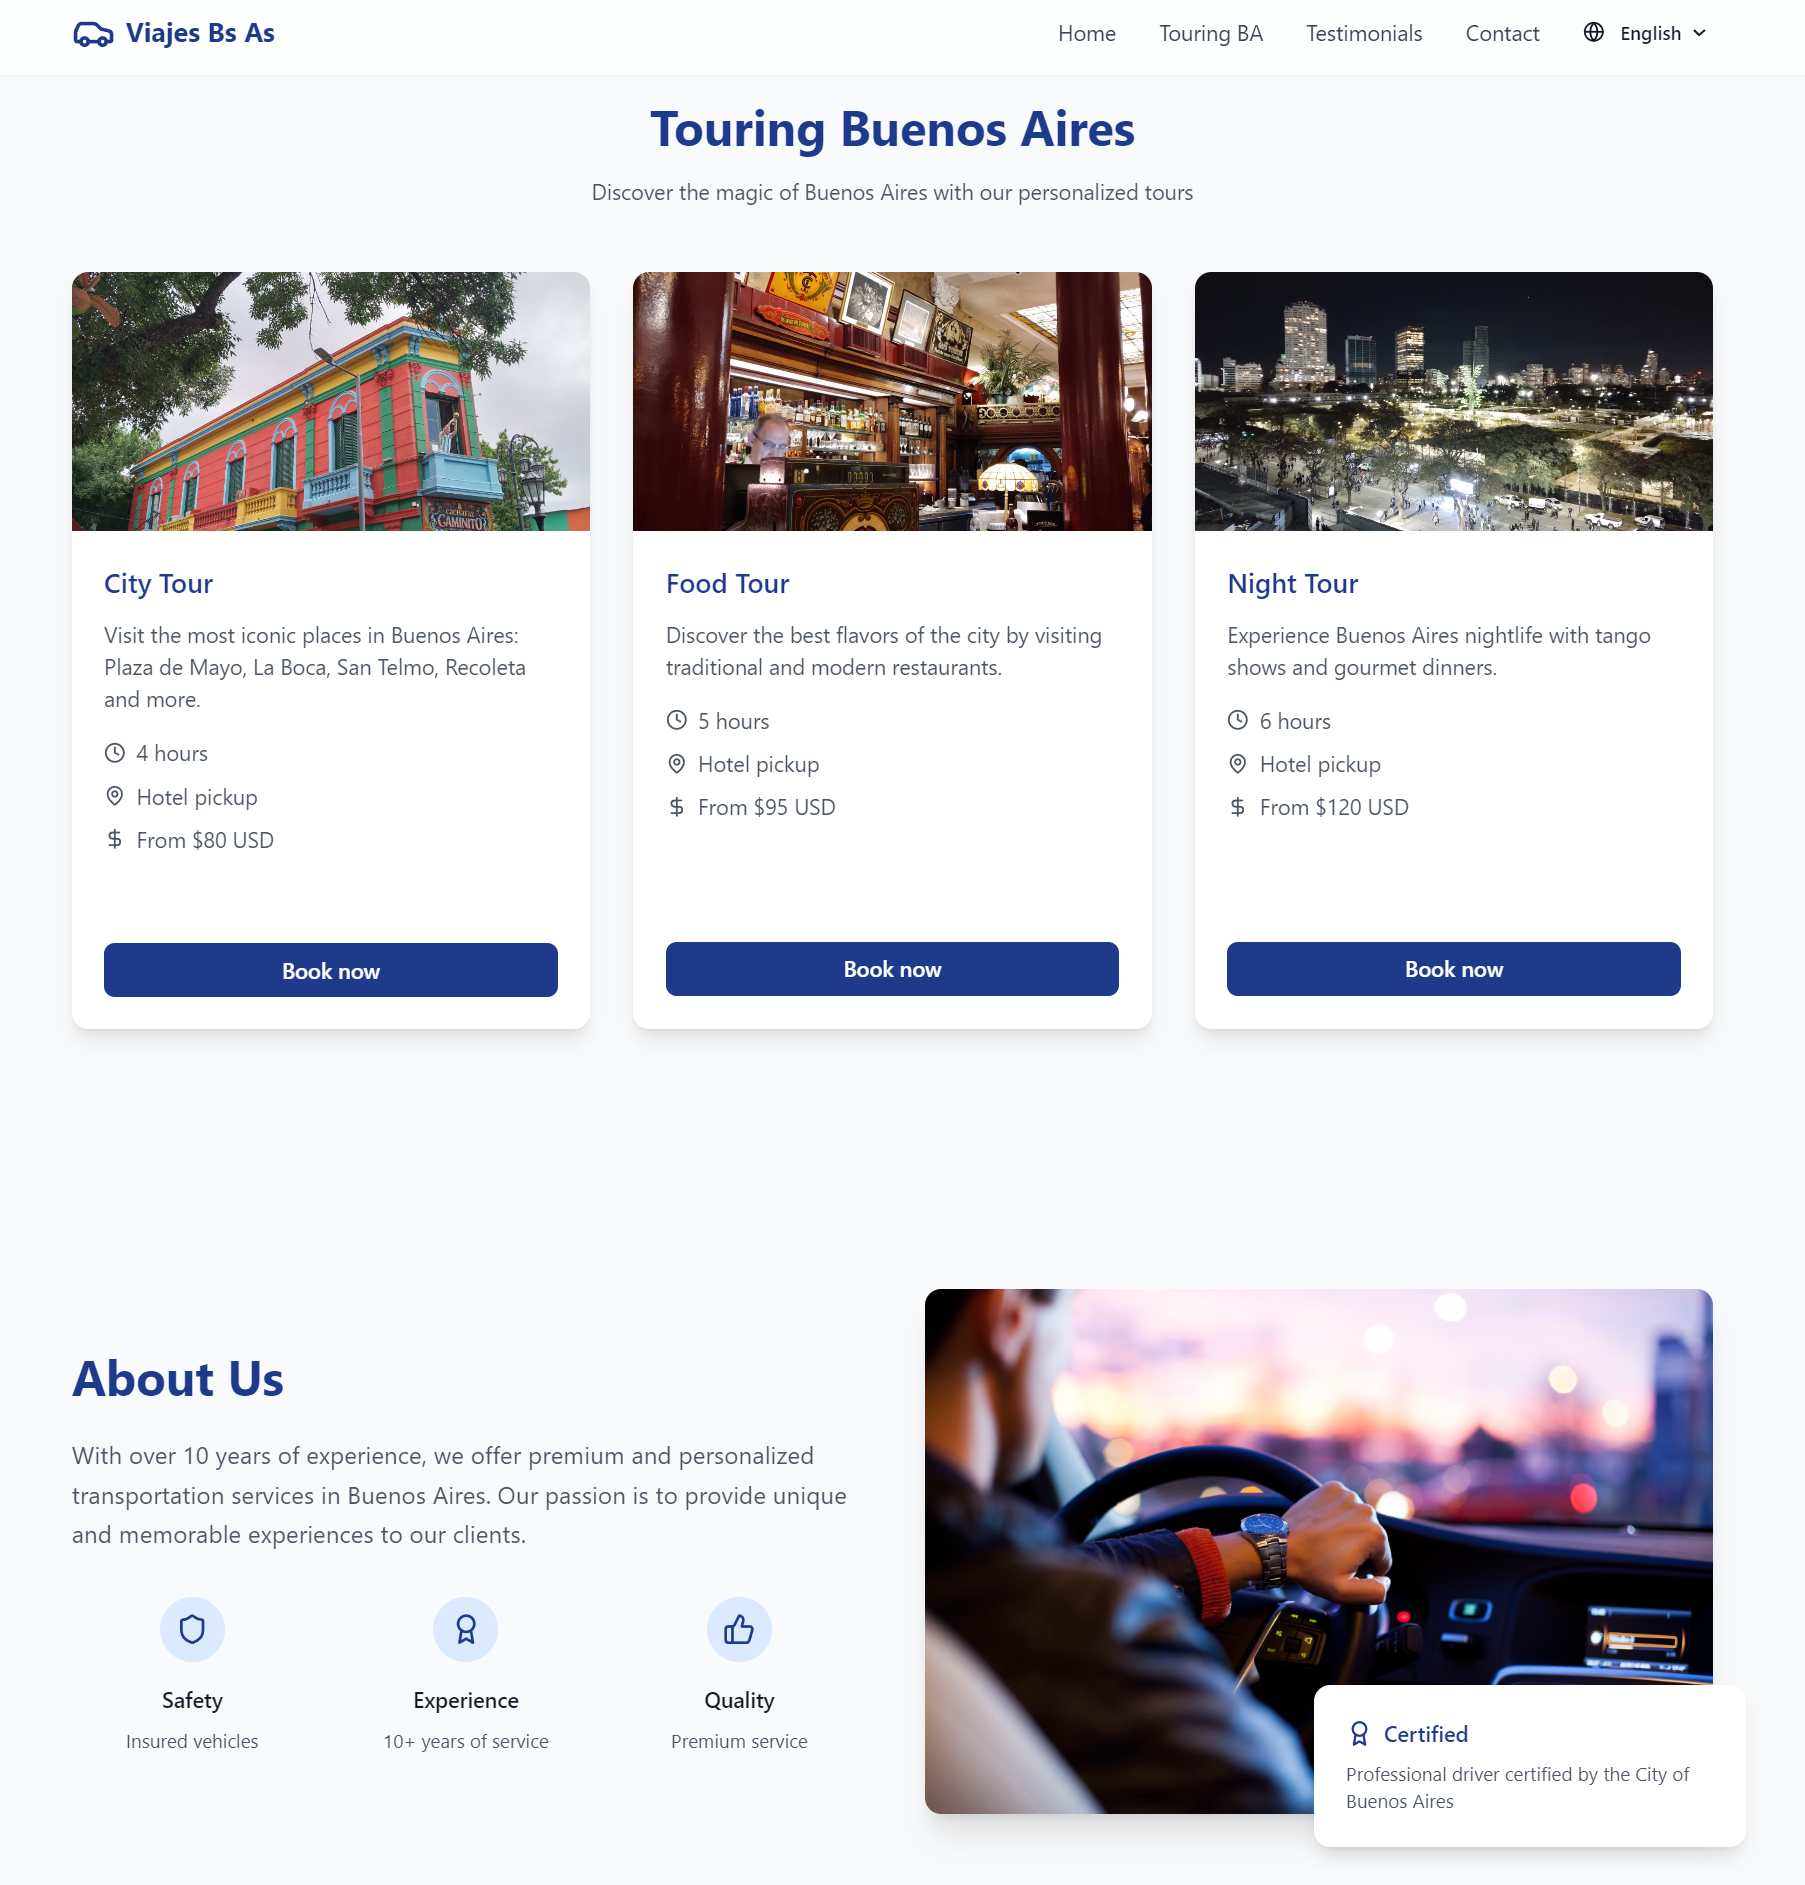 Viajes Bs As
Home
Touring BA
Testimonials
Contact
English
Touring Buenos Aires
Discover the magic of Buenos Aires with our personalized tours
CAMINITO
City Tour
Visit the most iconic places in Buenos Aires:
Plaza de Mayo, La Boca, San Telmo, Recoleta
and more.
4 hours
Hotel pickup
From $80 USD
Book now
Food Tour
Discover the best flavors of the city by visiting
traditional and modern restaurants.
5 hours
Hotel pickup
From $95 USD
Book now
Night Tour
Experience Buenos Aires nightlife with tango
shows and gourmet dinners.
6 hours
Hotel pickup
From $120 USD
Book now
About Us
With over 10 years of experience, we offer premium and personalized
transportation services in Buenos Aires. Our passion is to provide unique
and memorable experiences to our clients.
Safety
Insured vehicles
Experience
10+ years of service
Quality
Premium service
Certified
Professional driver certified by the City of
Buenos Aires